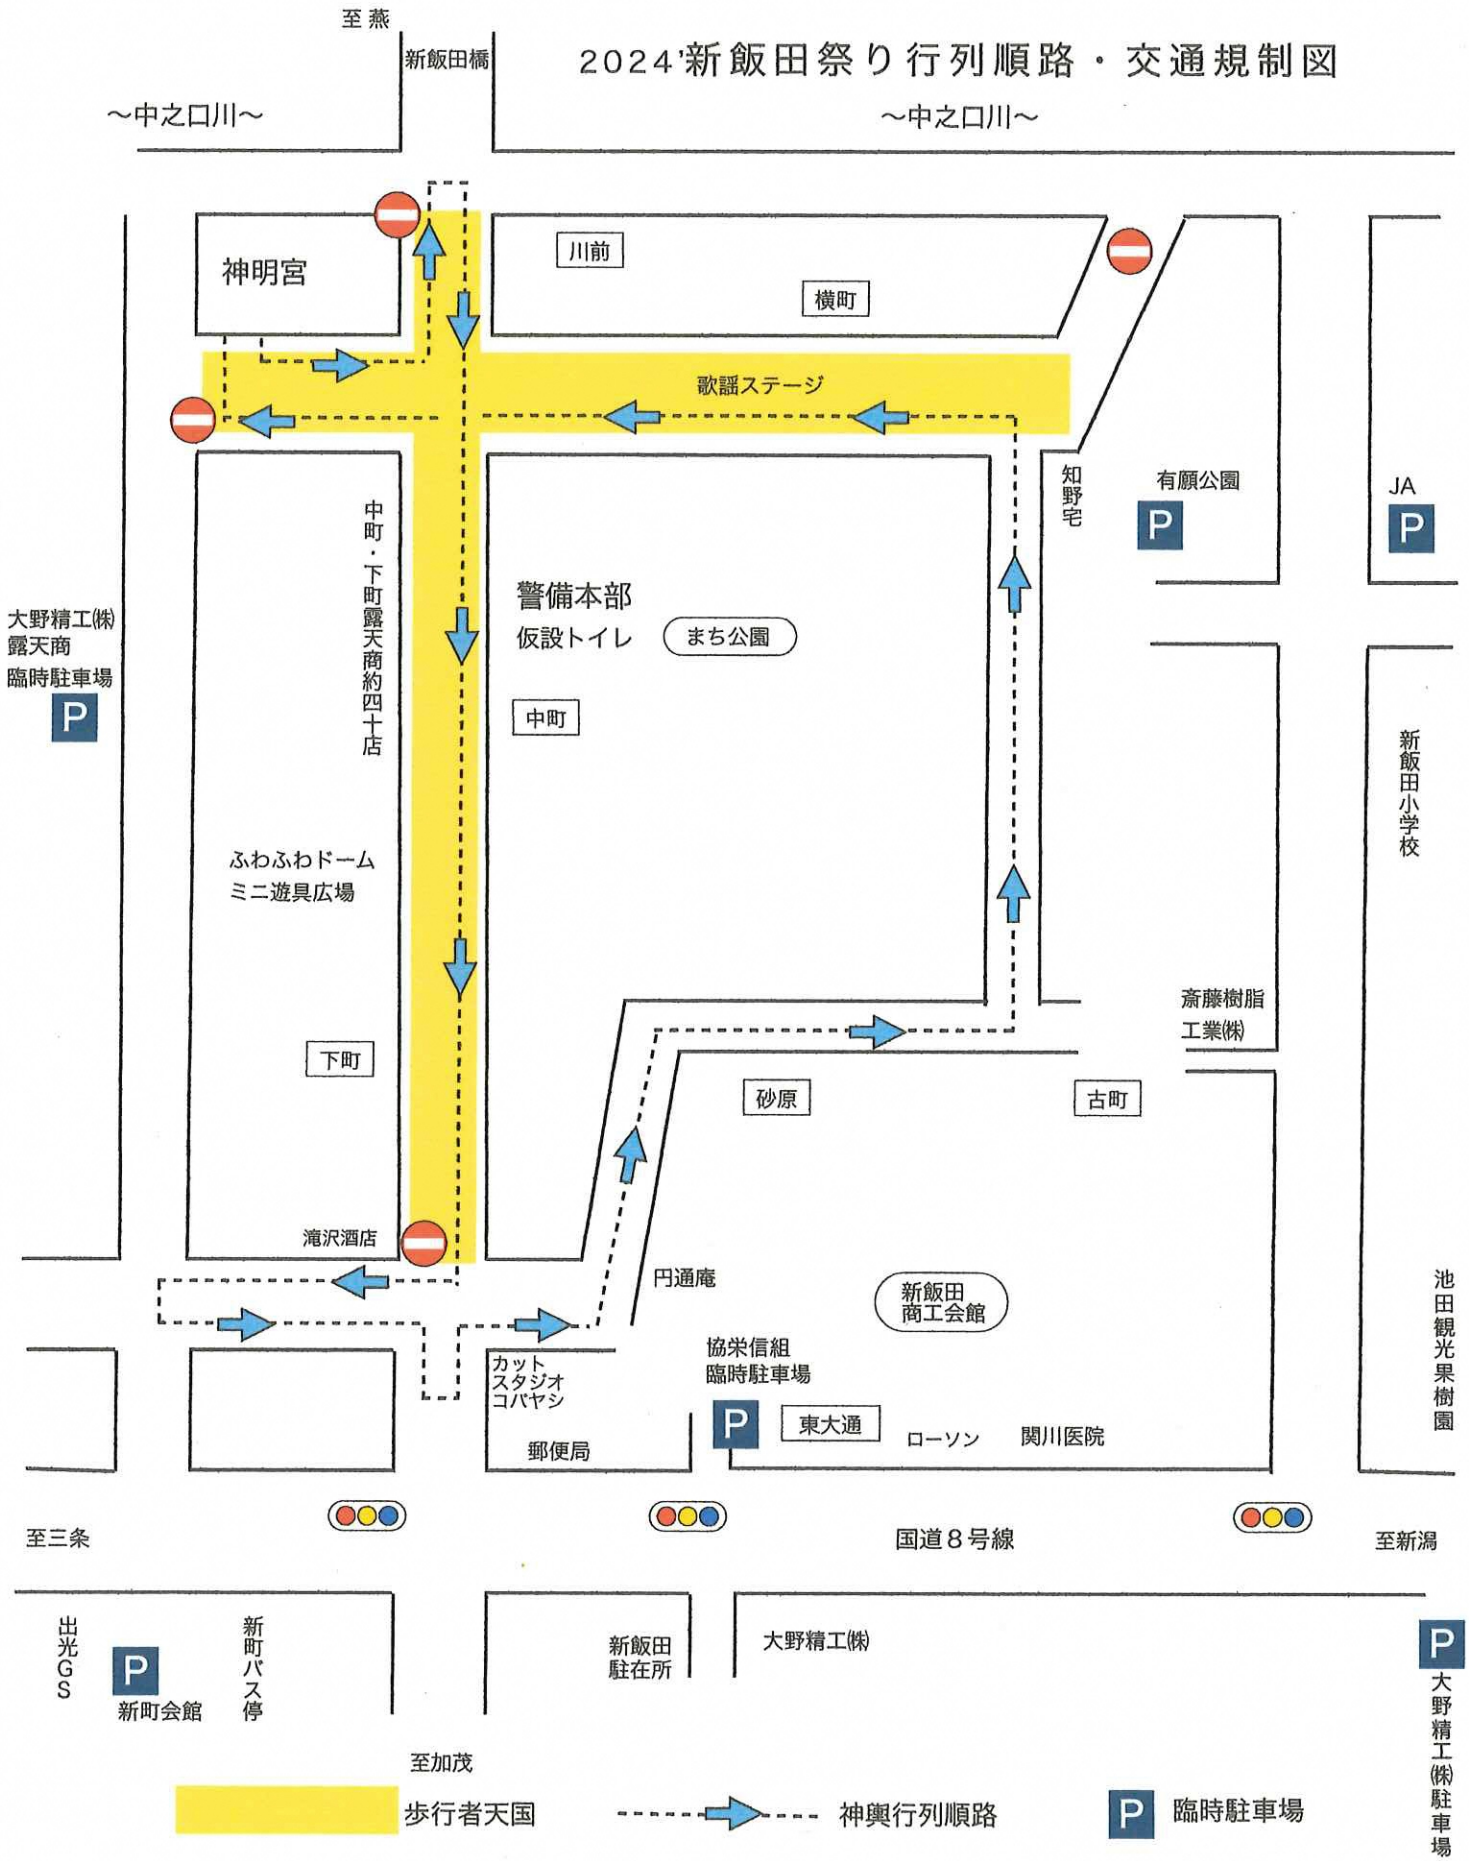 至燕
新飯田橋
2024'新飯田祭り行列順路・交通規制図
～中之口川～
～中之口川～
神明宮
川前
横町
歌謡ステージ
知野宅
有願公園
P
JA
P
中町・下町露天商約四十店
警備本部
仮設トイレ
まち公園
大野精工㈱
露天商
臨時駐車場
P
中町
新飯田小学校
ふわふわドーム
ミニ遊具広場
斎藤樹脂
工業㈱
下町
砂原
古町
滝沢酒店
円通庵
新飯田
商工会館
池田観光果樹園
カット
スタジオ
コバヤシ
協栄信組
臨時駐車場
P
東大通
ローソン
関川医院
郵便局
至三条
国道8号線
至新潟
出光GS
P
新町会館
新町バス停
新飯田
駐在所
大野精工㈱
P
大野精工㈱駐車場
至加茂
歩行者天国
神輿行列順路
P
臨時駐車場